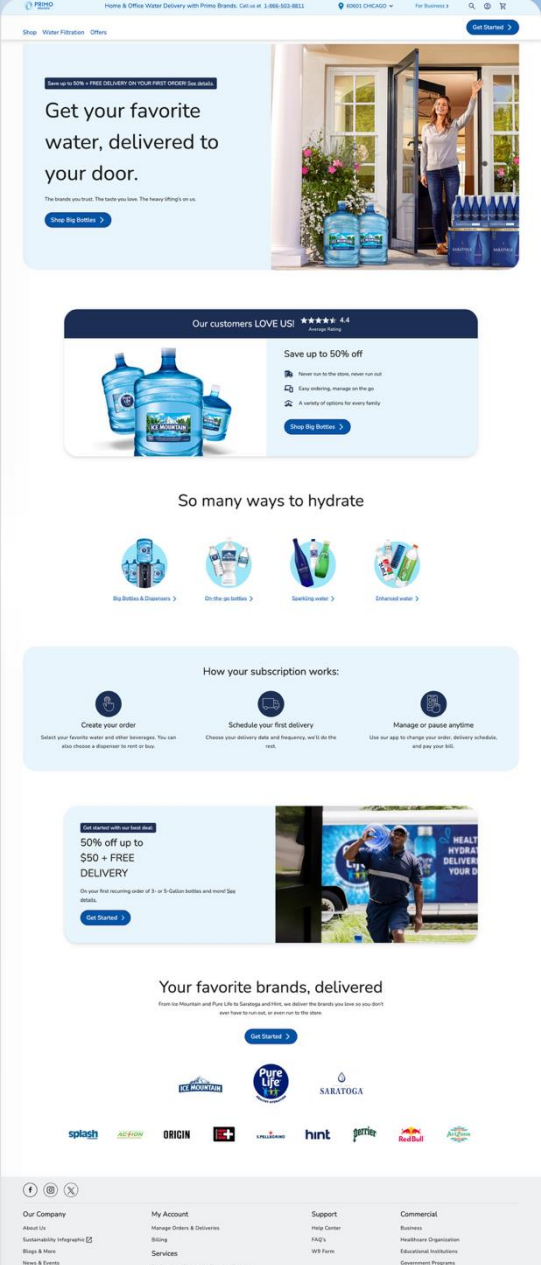 PRIMO
BRANDS
Home & Office Water Delivery with Primo Brands. Call us at 1-866-503-8811
60601 CHICAGO
For Business
Shop Water Filtration Offers
Get Started
Save up to 50% + FREE DELIVERY ON YOUR FIRST ORDER! See details.
Get your favorite
water, delivered to
your door.
The brands you trust. The taste you love. The heavy lifting's on us.
Shop Big Bottles
ICE MOUNTAIN
SARATOGA
Our customers LOVE US! 4.4
Average Rating
Save up to 50% off
Never run to the store, never run out
Easy ordering, manage on the go
A variety of options for every family
Shop Big Bottles
ICE MOUNTAIN
So many ways to hydrate
Big Bottles & Dispensers
On-the-go bottles
Sparkling water
Enhanced water
How your subscription works:
Create your order
Select your favorite water and other beverages. You can
also choose a dispenser to rent or buy.
Schedule your first delivery
Choose your delivery date and frequency, we'll do the
rest.
Manage or pause anytime
Use our app to change your order, delivery schedule,
and pay your bill.
Get started with our best deal:
50% off up to
$50 + FREE
DELIVERY
On your first recurring order of 3- or 5-Gallon bottles and more! See
details.
Get Started
HEALT
HYDRAT
DELIVER
YOUR D
Your favorite brands, delivered
From Ice Mountain and Pure Life to Saratoga and Hint, we deliver the brands you love so you don't
ever have to run out, or even run to the store.
Get Started
ICE MOUNTAIN
Pure
Life
SARATOGA
splash
ACTION
ORIGIN
S.PELLEGRINO
hint
perrier
RedBull
AriZona
Our Company
About Us
Sustainability Infographic
Blogs & More
News & Events
My Account
Manage Orders & Deliveries
Billing
Services
Support
Help Center
FAQ's
W9 Form
Commercial
Business
Healthcare Organization
Educational Institutions
Government Programs